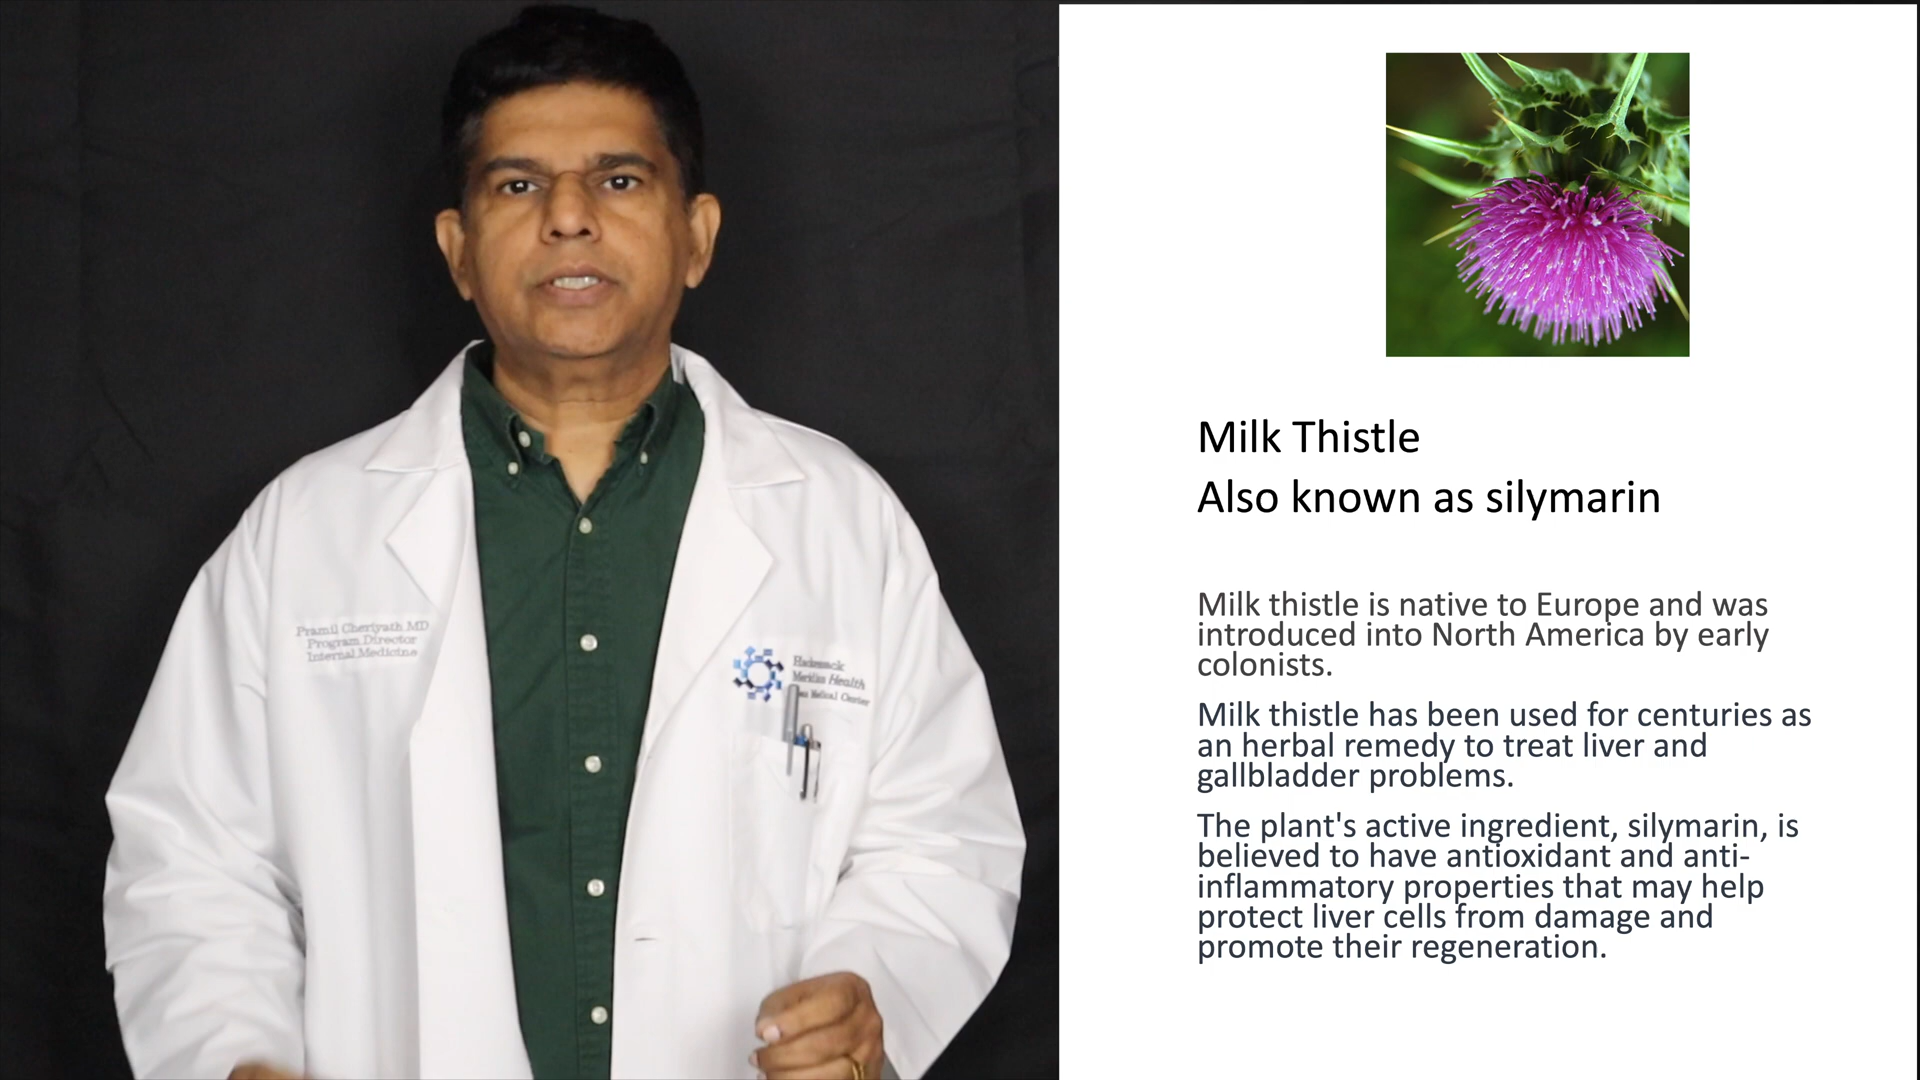 Pramil Cheriyath MD
Program Director
Internal Medicine
Hackensack
Meridian Health
Medical Center
Milk Thistle
Also known as silymarin
Milk thistle is native to Europe and was
introduced into North America by early
colonists.
Milk thistle has been used for centuries as
an herbal remedy to treat liver and
gallbladder problems.
The plant's active ingredient, silymarin, is
believed to have antioxidant and anti-
inflammatory properties that may help
protect liver cells from damage and
promote their regeneration.